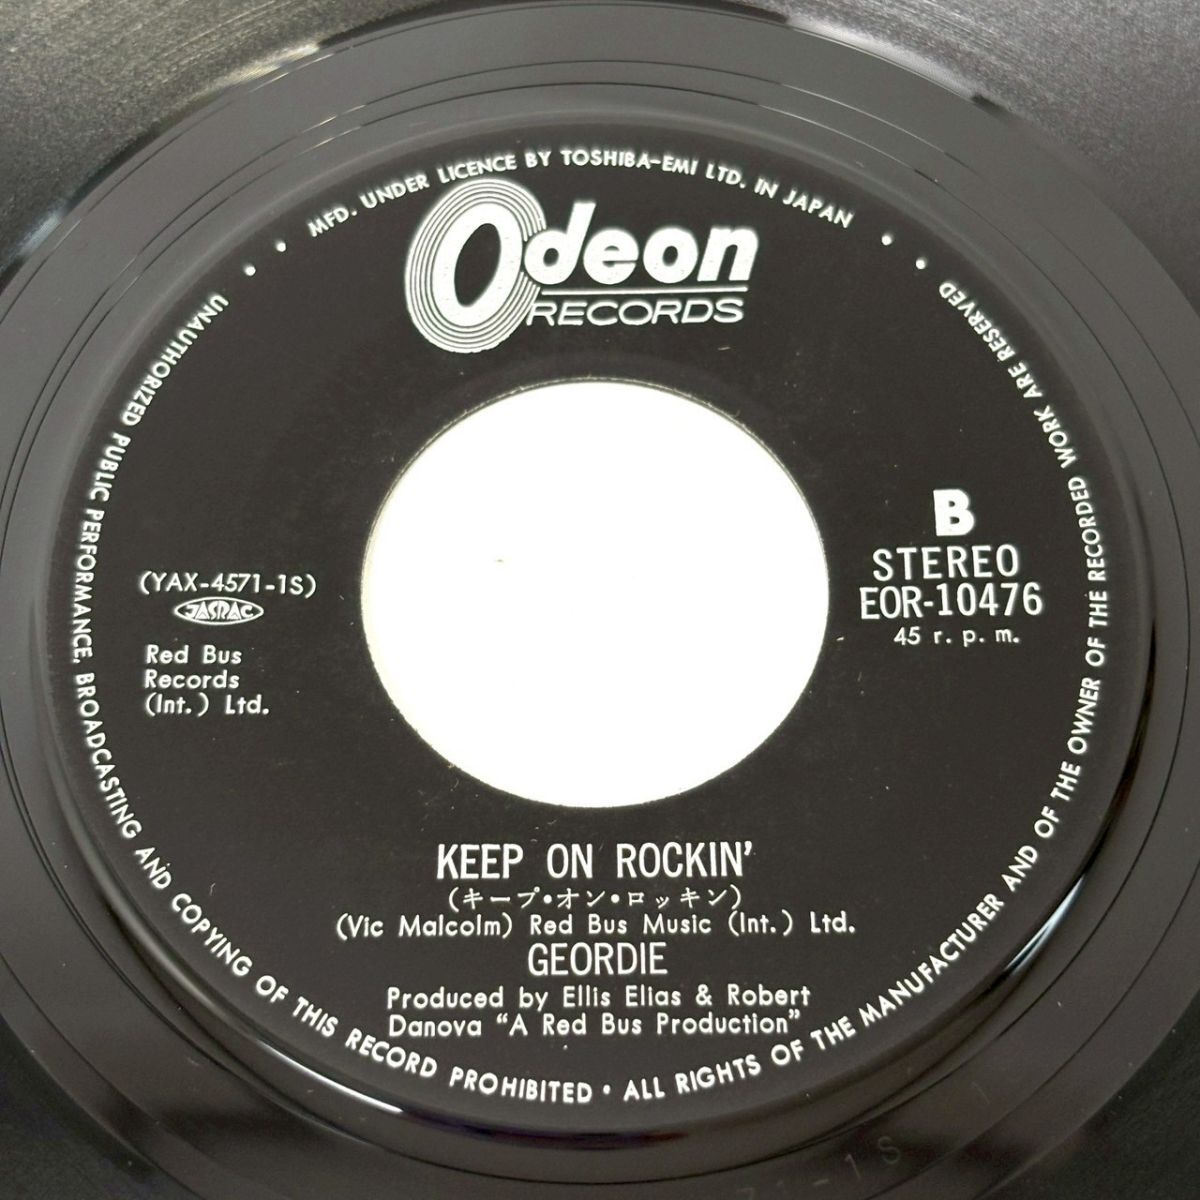 MFD. UNDER LICENCE BY TOSHIBA-EMI LTD. IN JAPAN
Odeon
RECORDS
B
STEREO
EOR-10476
45 r. p. m.
(YAX-4571-1S)
JASRAC
Red Bus
Records
(Int.) Ltd.
KEEP ON ROCKIN'
(キープ•オン•ロッキン)
(Vic Malcolm) Red Bus Music (Int.) Ltd.
GEORDIE
Produced by Ellis Elias & Robert
Danova "A Red Bus Production"
UNAUTHORIZED PUBLIC PERFORMANCE, BROADCASTING AND COPYING OF THIS RECORD PROHIBITED • ALL RIGHTS OF THE MANUFACTURER AND OF THE OWNER OF THE RECORDED WORK ARE RESERVED